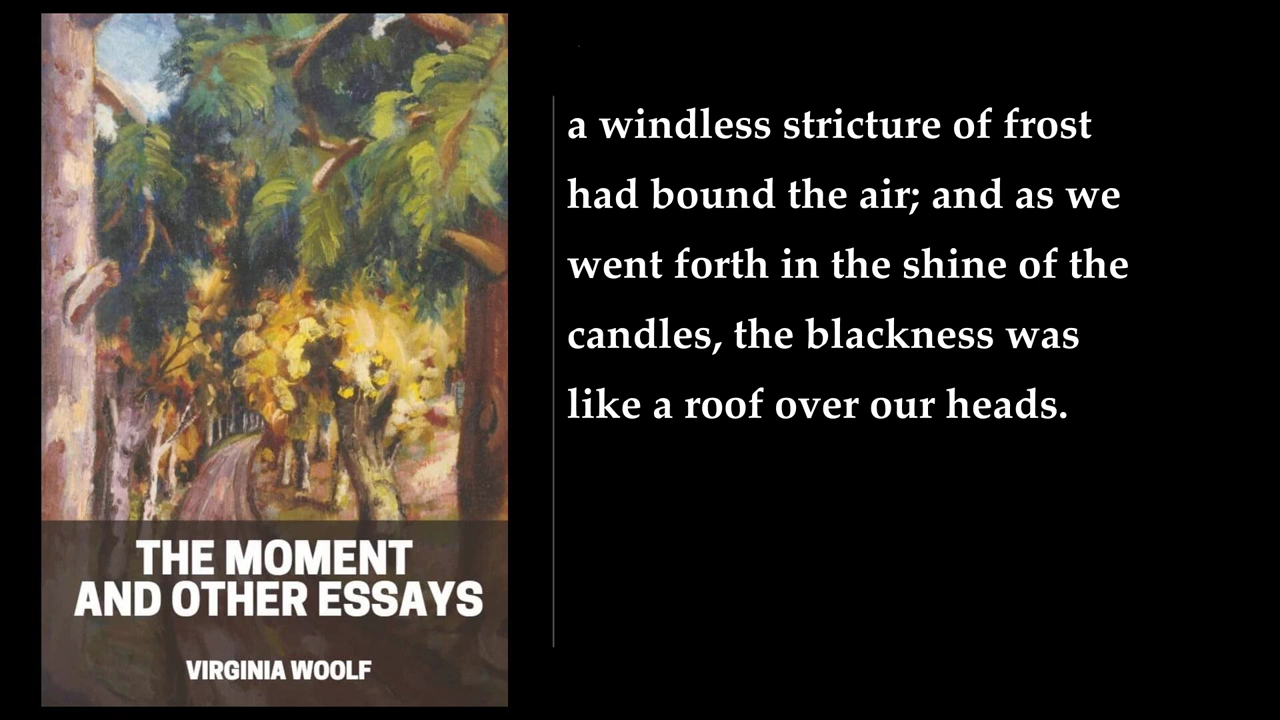 THE MOMENT
AND OTHER ESSAYS
VIRGINIA WOOLF
a windless stricture of frost
had bound the air; and as we
went forth in the shine of the
candles, the blackness was
like a roof over our heads.